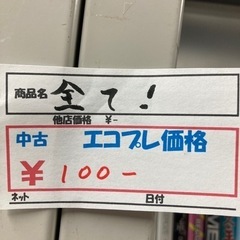 商品名 全て!
他店価格 ¥-
中古 エコプレ価格
¥100-
ネット 日付